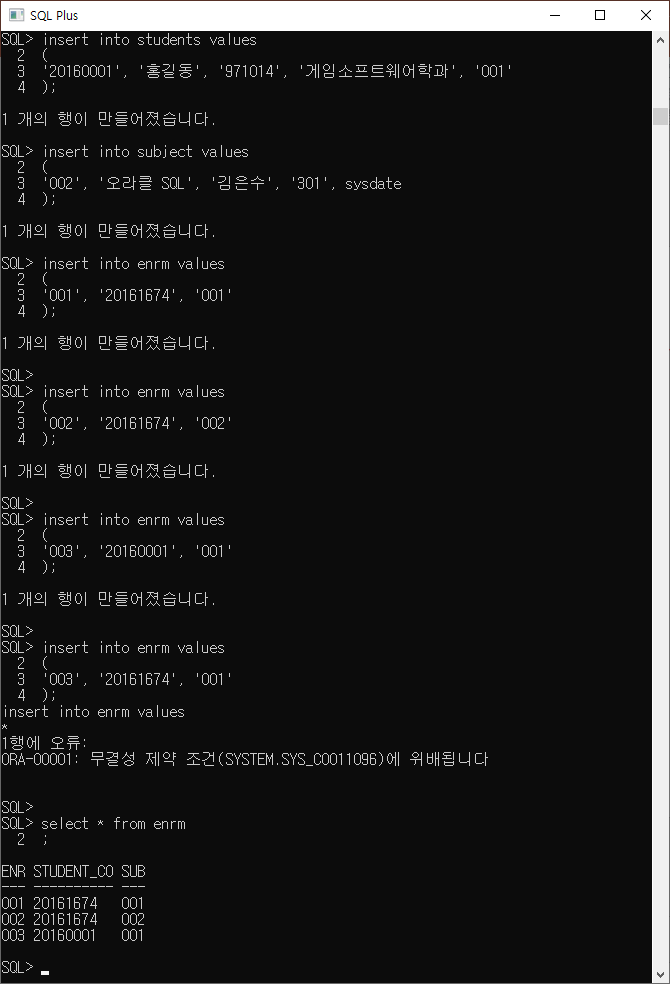 SQL Plus
SQL> insert into students values
  2  (
  3  '20160001', '홍길동', '971014', '게임소프트웨어학과', '001'
  4  );
1 개의 행이 만들어졌습니다.
SQL> insert into subject values
  2  (
  3  '002', '오라클 SQL', '김은수', '301', sysdate
  4  );
1 개의 행이 만들어졌습니다.
SQL> insert into enrm values
  2  (
  3  '001', '20161674', '001'
  4  );
1 개의 행이 만들어졌습니다.
SQL>
SQL> insert into enrm values
  2  (
  3  '002', '20161674', '002'
  4  );
1 개의 행이 만들어졌습니다.
SQL>
SQL> insert into enrm values
  2  (
  3  '003', '20160001', '001'
  4  );
1 개의 행이 만들어졌습니다.
SQL>
SQL> insert into enrm values
  2  (
  3  '003', '20161674', '001'
  4  );
insert into enrm values
*
1행에 오류:
ORA-00001: 무결성 제약 조건(SYSTEM.SYS_C0011096)에 위배됩니다
SQL>
SQL> select * from enrm
  2  ;
ENR STUDENT_CO SUB
--- ---------- ---
001 20161674   001
002 20161674   002
003 20160001   001
SQL>